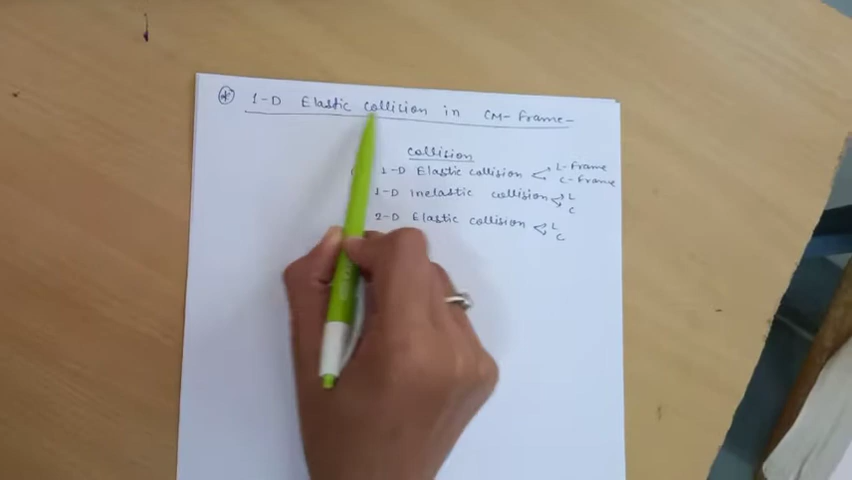 * 1-D Elastic collision in CM-Frame-
collision
1-D Elastic collision < L-Frame
C-Frame
1-D Inelastic collision < L
C
2-D Elastic collision < L
C